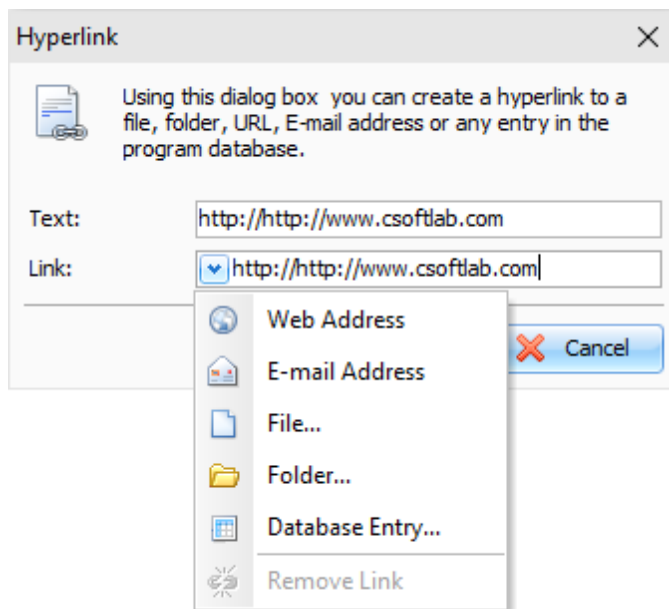 Hyperlink
Using this dialog box you can create a hyperlink to a
file, folder, URL, E-mail address or any entry in the
program database.
Text: http://http://www.csoftlab.com
Link: http://http://www.csoftlab.com
Web Address
Cancel
E-mail Address
File...
Folder...
Database Entry...
Remove Link